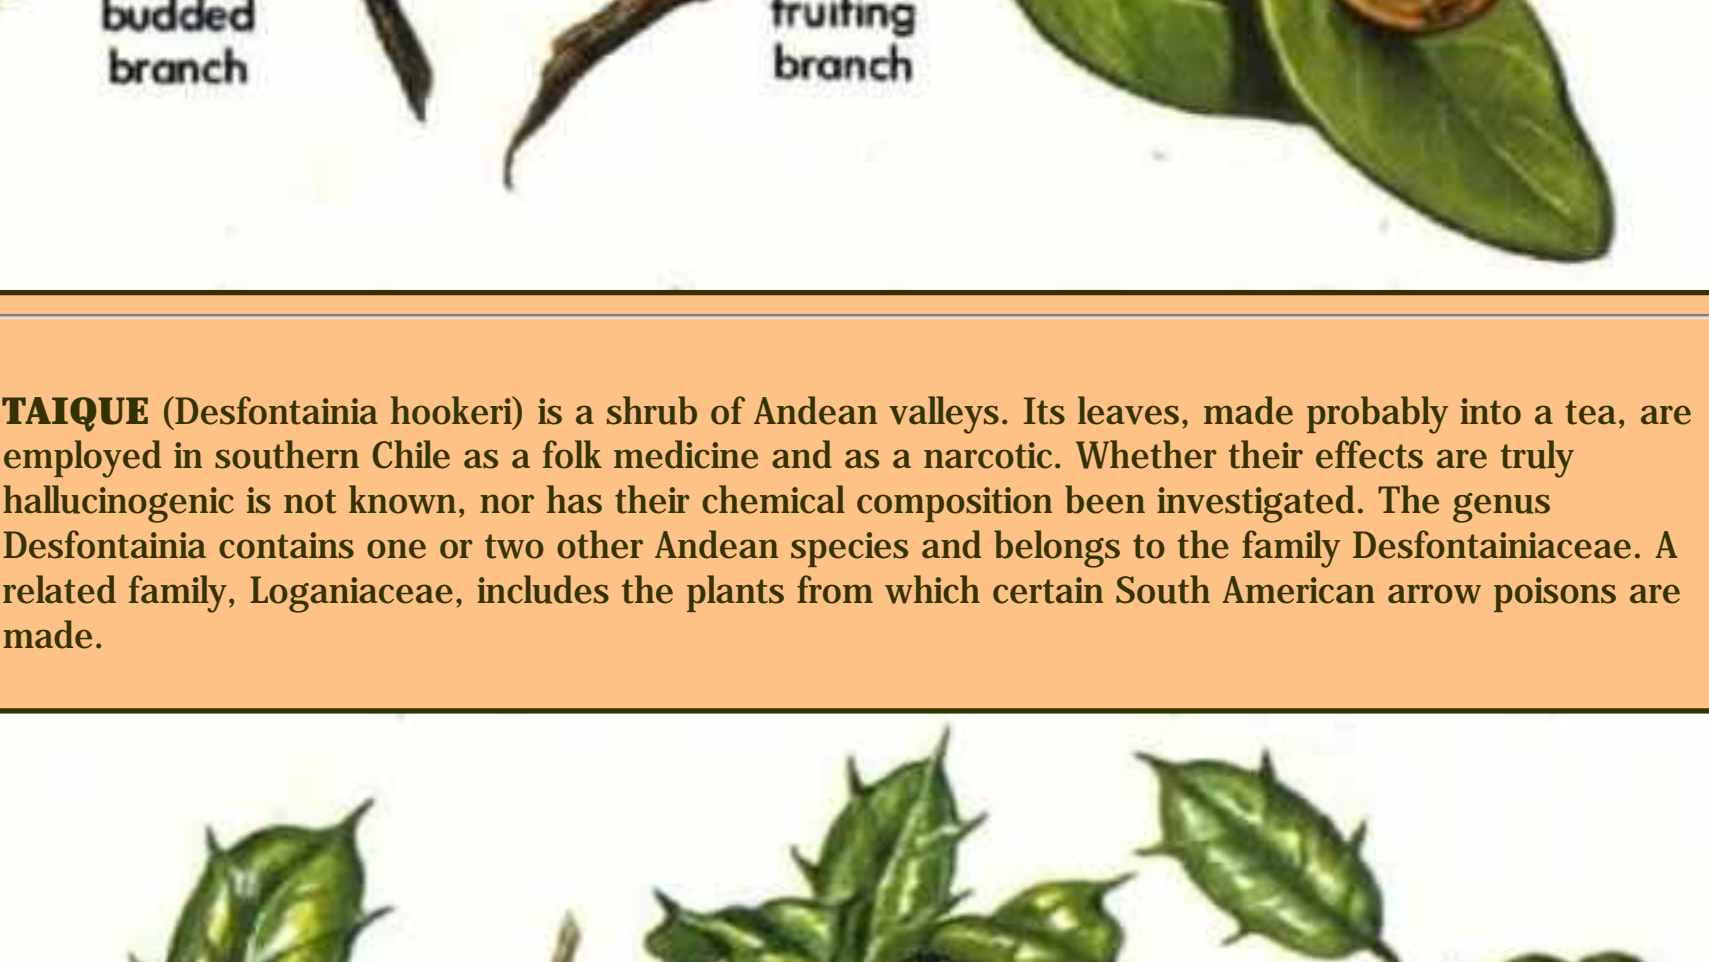 budded
branch
fruiting
branch
TAIQUE (Desfontainia hookeri) is a shrub of Andean valleys. Its leaves, made probably into a tea, are
employed in southern Chile as a folk medicine and as a narcotic. Whether their effects are truly
hallucinogenic is not known, nor has their chemical composition been investigated. The genus
Desfontainia contains one or two other Andean species and belongs to the family Desfontainiaceae. A
related family, Loganiaceae, includes the plants from which certain South American arrow poisons are
made.